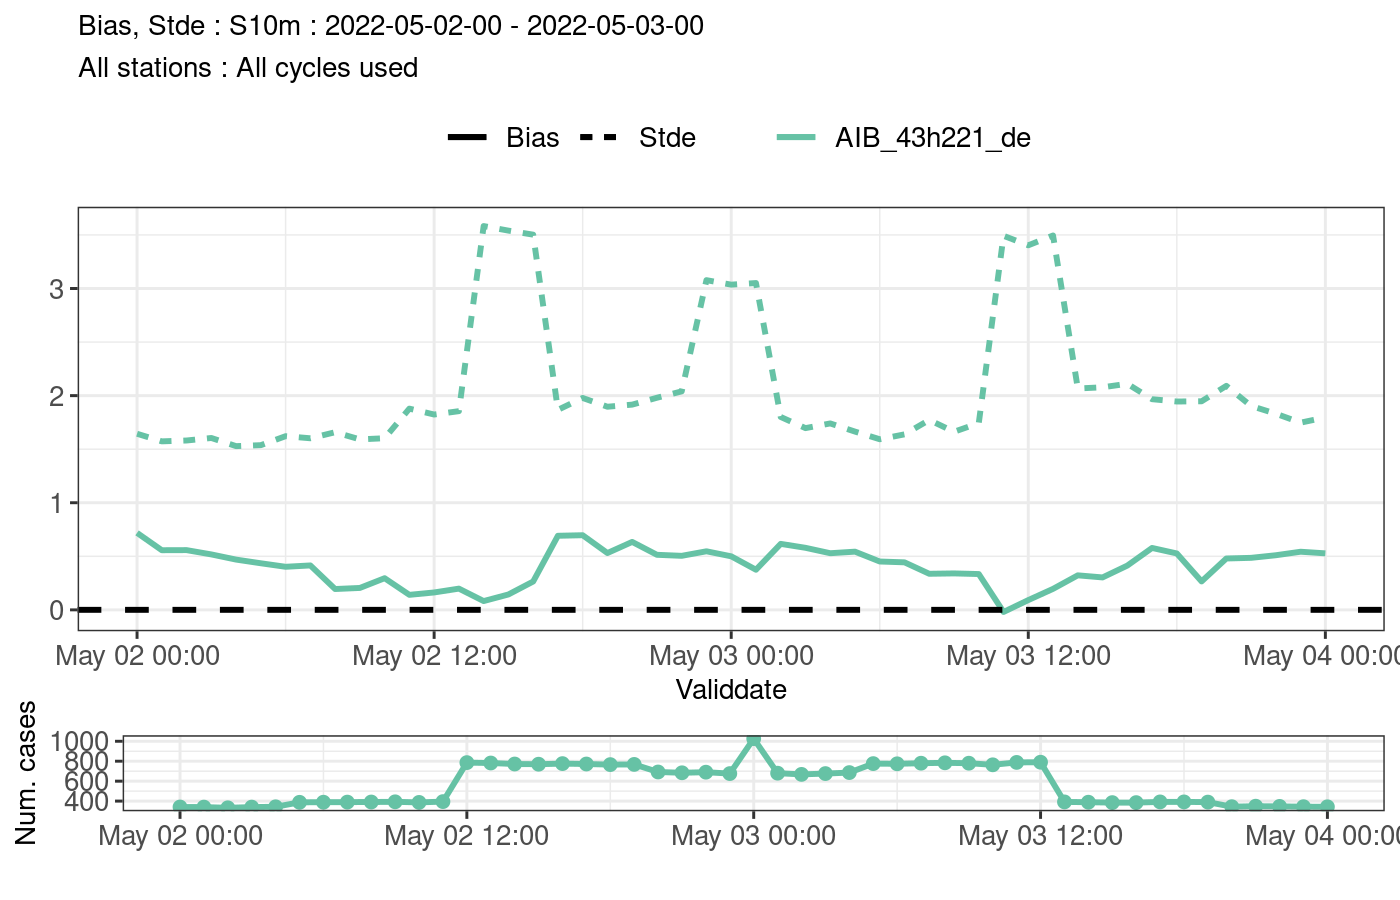 Bias, Stde : S10m : 2022-05-02-00 - 2022-05-03-00
All stations : All cycles used
Bias Stde AIB_43h221_de
3
2
1
0
May 02 00:00 May 02 12:00 May 03 00:00 May 03 12:00 May 04 00:0
Validdate
Num. cases
1000
800
600
400
May 02 00:00 May 02 12:00 May 03 00:00 May 03 12:00 May 04 00:0